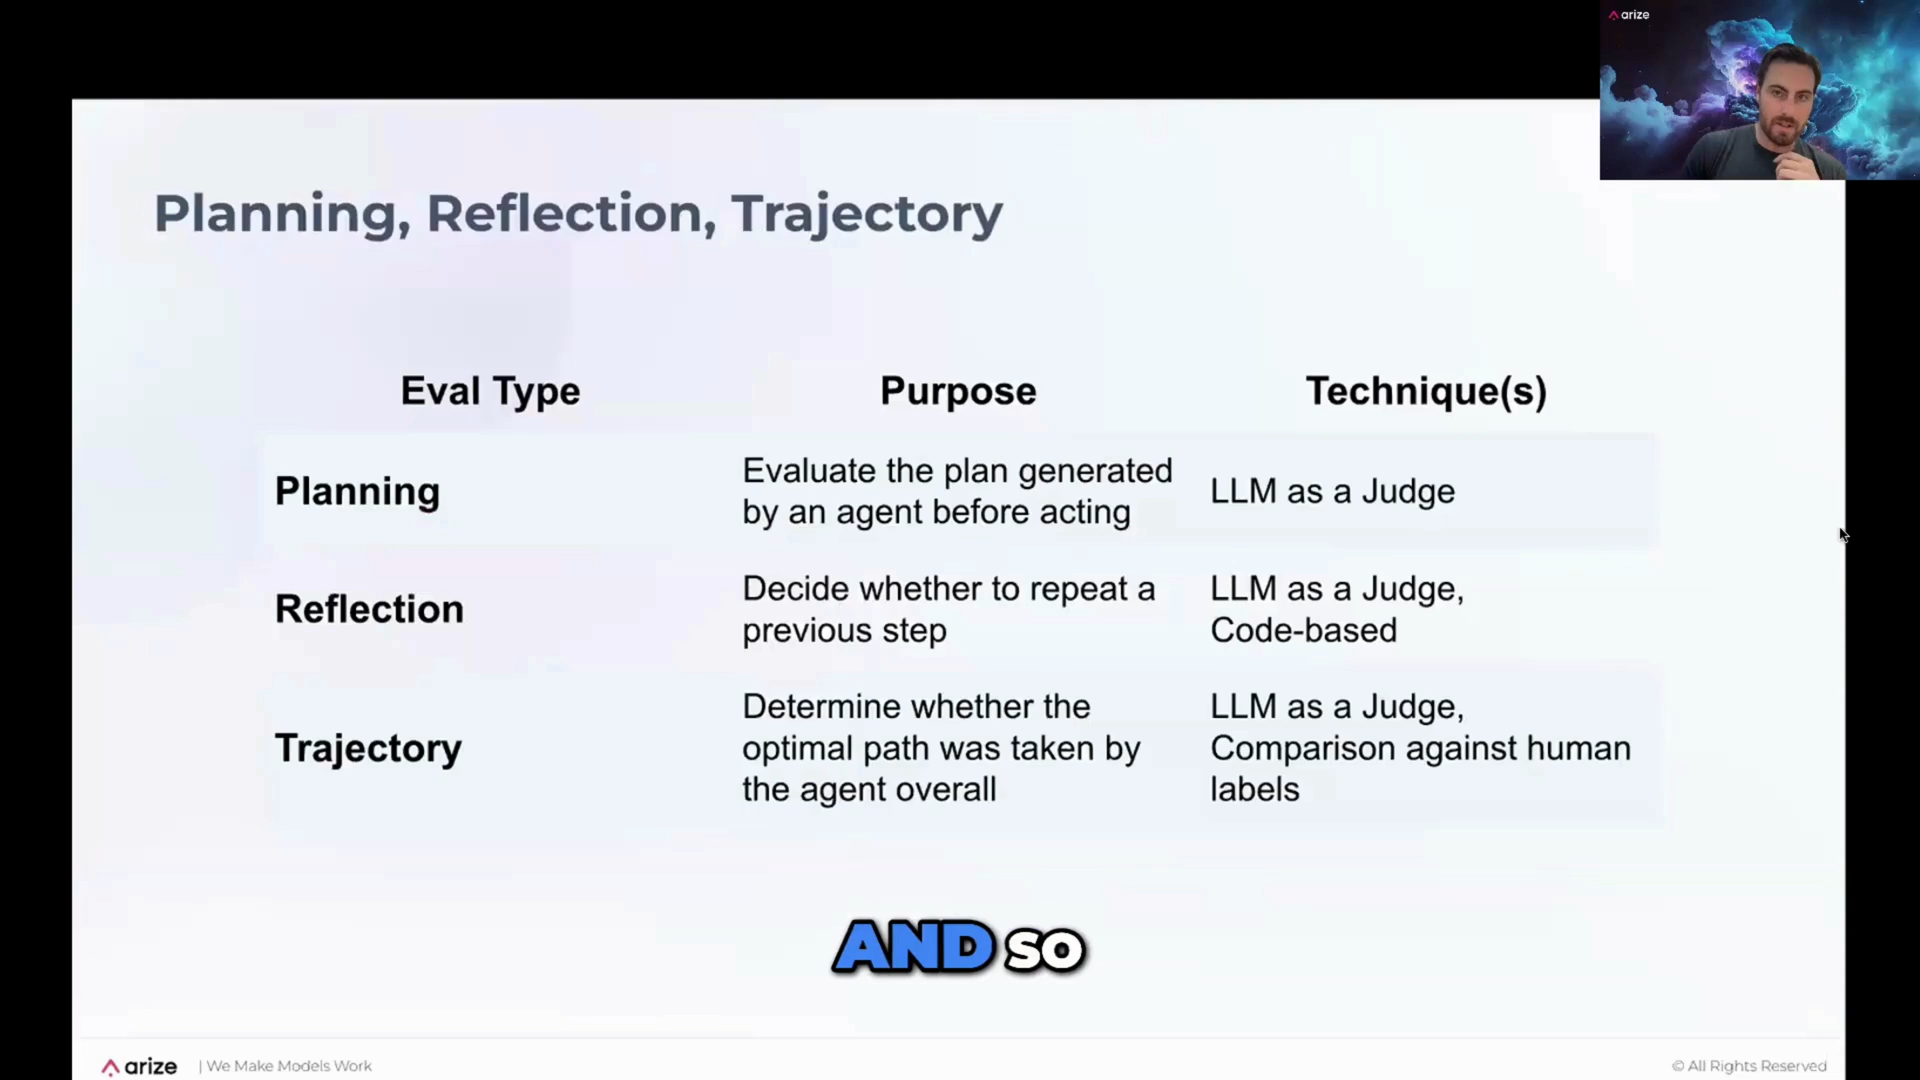 arize
Planning, Reflection, Trajectory
Eval Type Purpose Technique(s)
Planning
Evaluate the plan generated
by an agent before acting
LLM as a Judge
Reflection
Decide whether to repeat a
previous step
LLM as a Judge,
Code-based
Trajectory
Determine whether the
optimal path was taken by
the agent overall
LLM as a Judge,
Comparison against human
labels
AND SO
arize | We Make Models Work
© All Rights Reserved